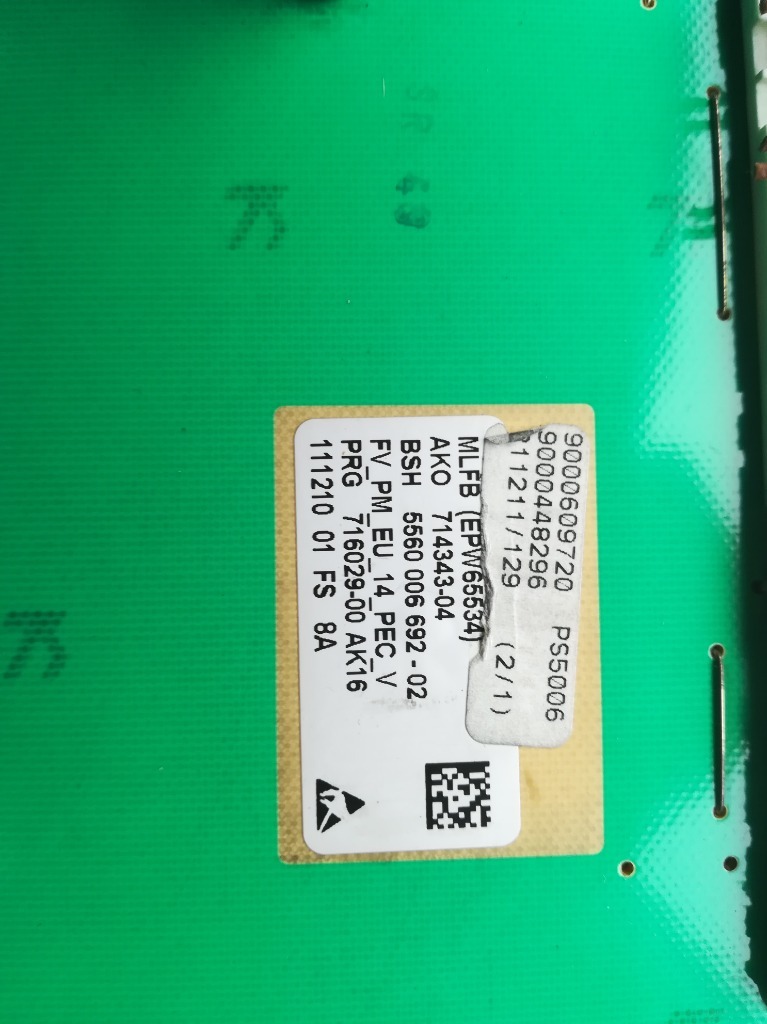 9000609720 PS5006
9000448296
11211/129 (2/1)
MLFB (EPW65534)
AKO 714343-04
BSH 5560 006 692 - 02
FV_PM_EU_14_PEC_V
PRG 716029-00 AK16
111210 01 FS 8A